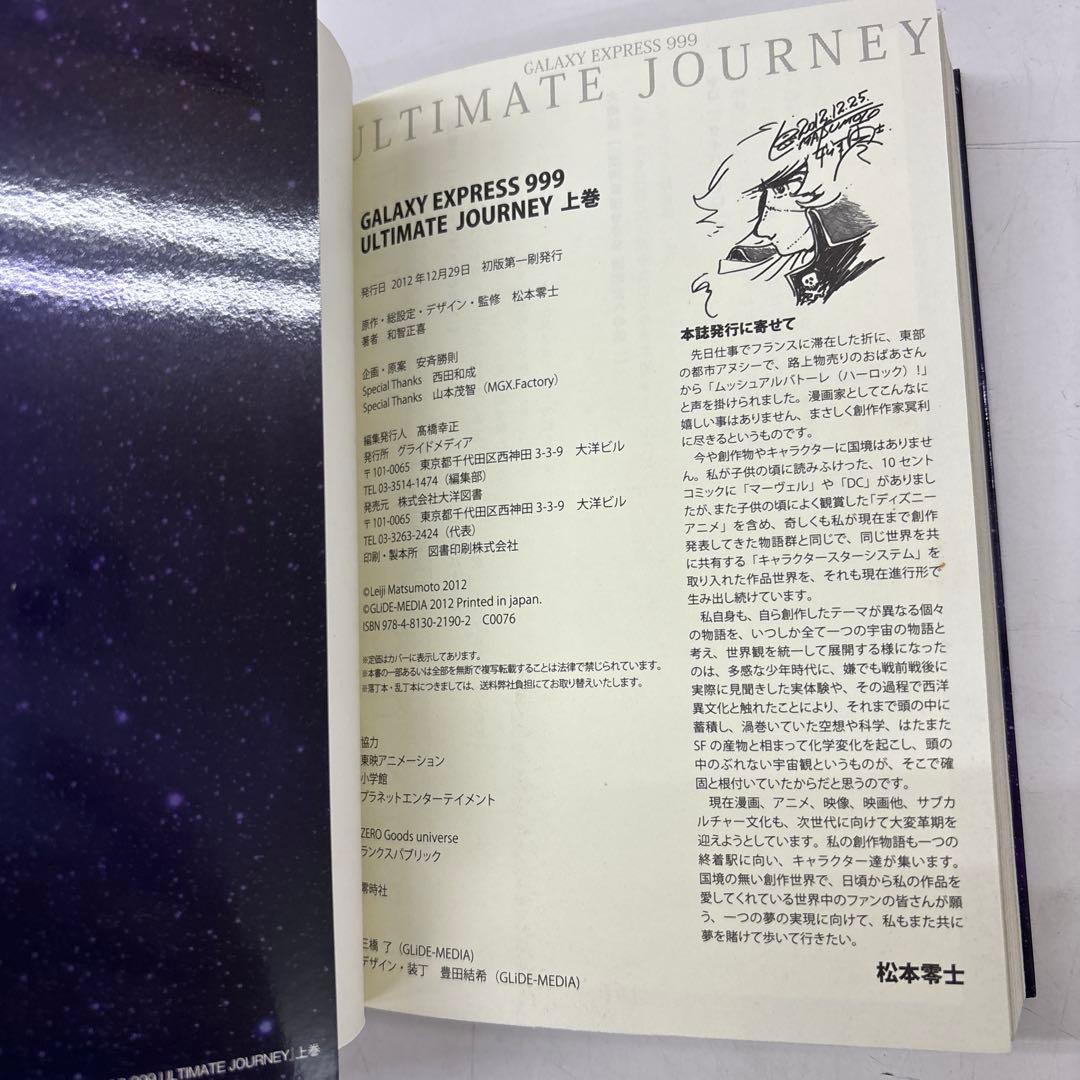 GALAXY EXPRESS 999
ULTIMATE JOURNEY
GALAXY EXPRESS 999
ULTIMATE JOURNEY 上巻
発行日 2012年12月29日 初版第一刷発行
原作・総設定・デザイン・監修 松本零士
著者 和智正喜
企画・原案 安斉勝則
Special Thanks 西田和成
Special Thanks 山本茂智（MGX.Factory）
編集発行人 髙橋幸正
発行所 グライドメディア
〒101-0065 東京都千代田区西神田 3-3-9 大洋ビル
TEL 03-3514-1474（編集部）
発売元 株式会社大洋図書
〒101-0065 東京都千代田区西神田 3-3-9 大洋ビル
TEL 03-3263-2424（代表）
印刷・製本所 図書印刷株式会社
©Leiji Matsumoto 2012
©GLiDE-MEDIA 2012 Printed in japan.
ISBN 978-4-8130-2190-2 C0076
※定価はカバーに表示してあります。
※本書の一部あるいは全部を無断で複写転載することは法律で禁じられています。
※落丁本・乱丁本につきましては、送料弊社負担にてお取り替えいたします。
協力
東映アニメーション
小学館
プラネットエンターテイメント
ZERO Goods universe
ランクスパブリック
零時社
三橋 了（GLiDE-MEDIA）
デザイン・装丁 豊田結希（GLiDE-MEDIA）
2012.12.25.
MATSUMOTO
本誌発行に寄せて
先日仕事でフランスに滞在した折に、東部
の都市アヌシーで、路上物売りのおばあさん
から「ムッシュアルバトーレ（ハーロック）！」
と声を掛けられました。漫画家としてこんなに
嬉しい事はありません、まさしく創作作家冥利
に尽きるというものです。
今や創作物やキャラクターに国境はありませ
ん。私が子供の頃に読みふけった、10 セント
コミックに「マーヴェル」や「DC」がありまし
たが、また子供の頃によく観賞した「ディズニー
アニメ」を含め、奇しくも私が現在まで創作
発表してきた物語群と同じで、同じ世界を共
に共有する「キャラクタースターシステム」を
取り入れた作品世界を、それも現在進行形で
生み出し続けています。
私自身も、自ら創作したテーマが異なる個々
の物語を、いつしか全て一つの宇宙の物語と
考え、世界観を統一して展開する様になった
のは、多感な少年時代に、嫌でも戦前戦後に
実際に見聞きした実体験や、その過程で西洋
異文化と触れたことにより、それまで頭の中に
蓄積し、渦巻いていた空想や科学、はたまた
SF の産物と相まって化学変化を起こし、頭の
中のぶれない宇宙観というものが、そこで確
固と根付いていたからだと思うのです。
現在漫画、アニメ、映像、映画他、サブカ
ルチャー文化も、次世代に向けて大変革期を
迎えようとしています。私の創作物語も一つの
終着駅に向い、キャラクター達が集います。
国境の無い創作世界で、日頃から私の作品を
愛してくれている世界中のファンの皆さんが願
う、一つの夢の実現に向けて、私もまた共に
夢を賭けて歩いて行きたい。
松本零士
999 ULTIMATE JOURNEY』上巻